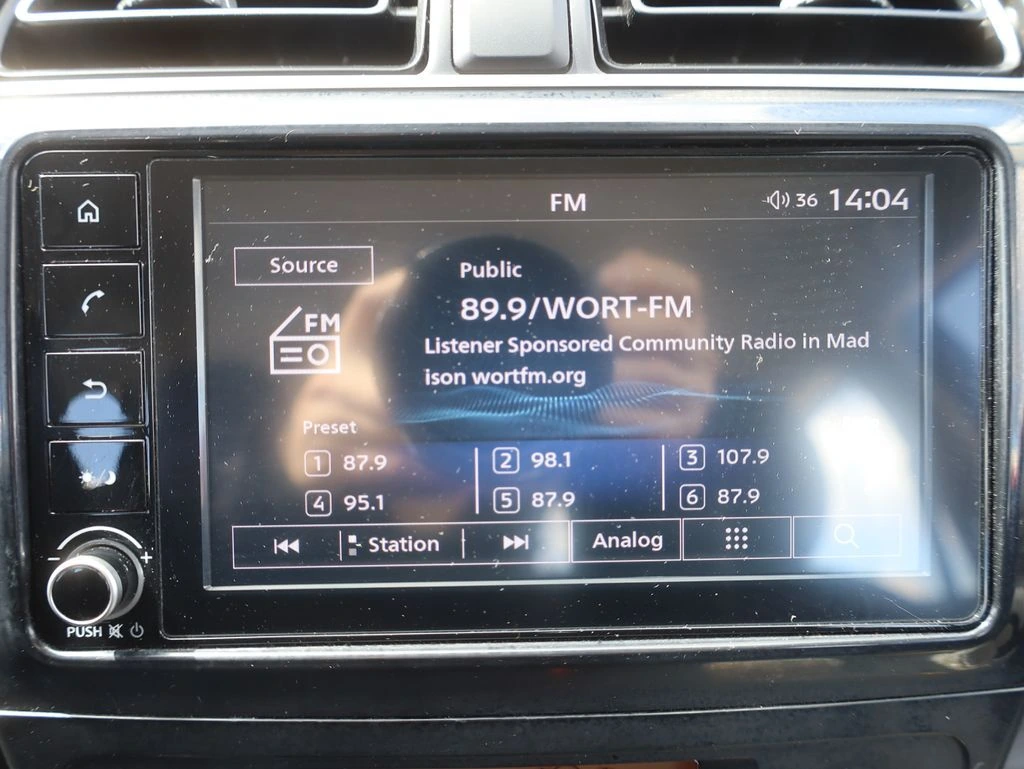 FM
36 14:04
Source
Public
89.9/WORT-FM
FM
Listener Sponsored Community Radio in Mad
ison wortfm.org
Preset
1 87.9 2 98.1 3 107.9
4 95.1 5 87.9 6 87.9
Station Analog
- +
PUSH